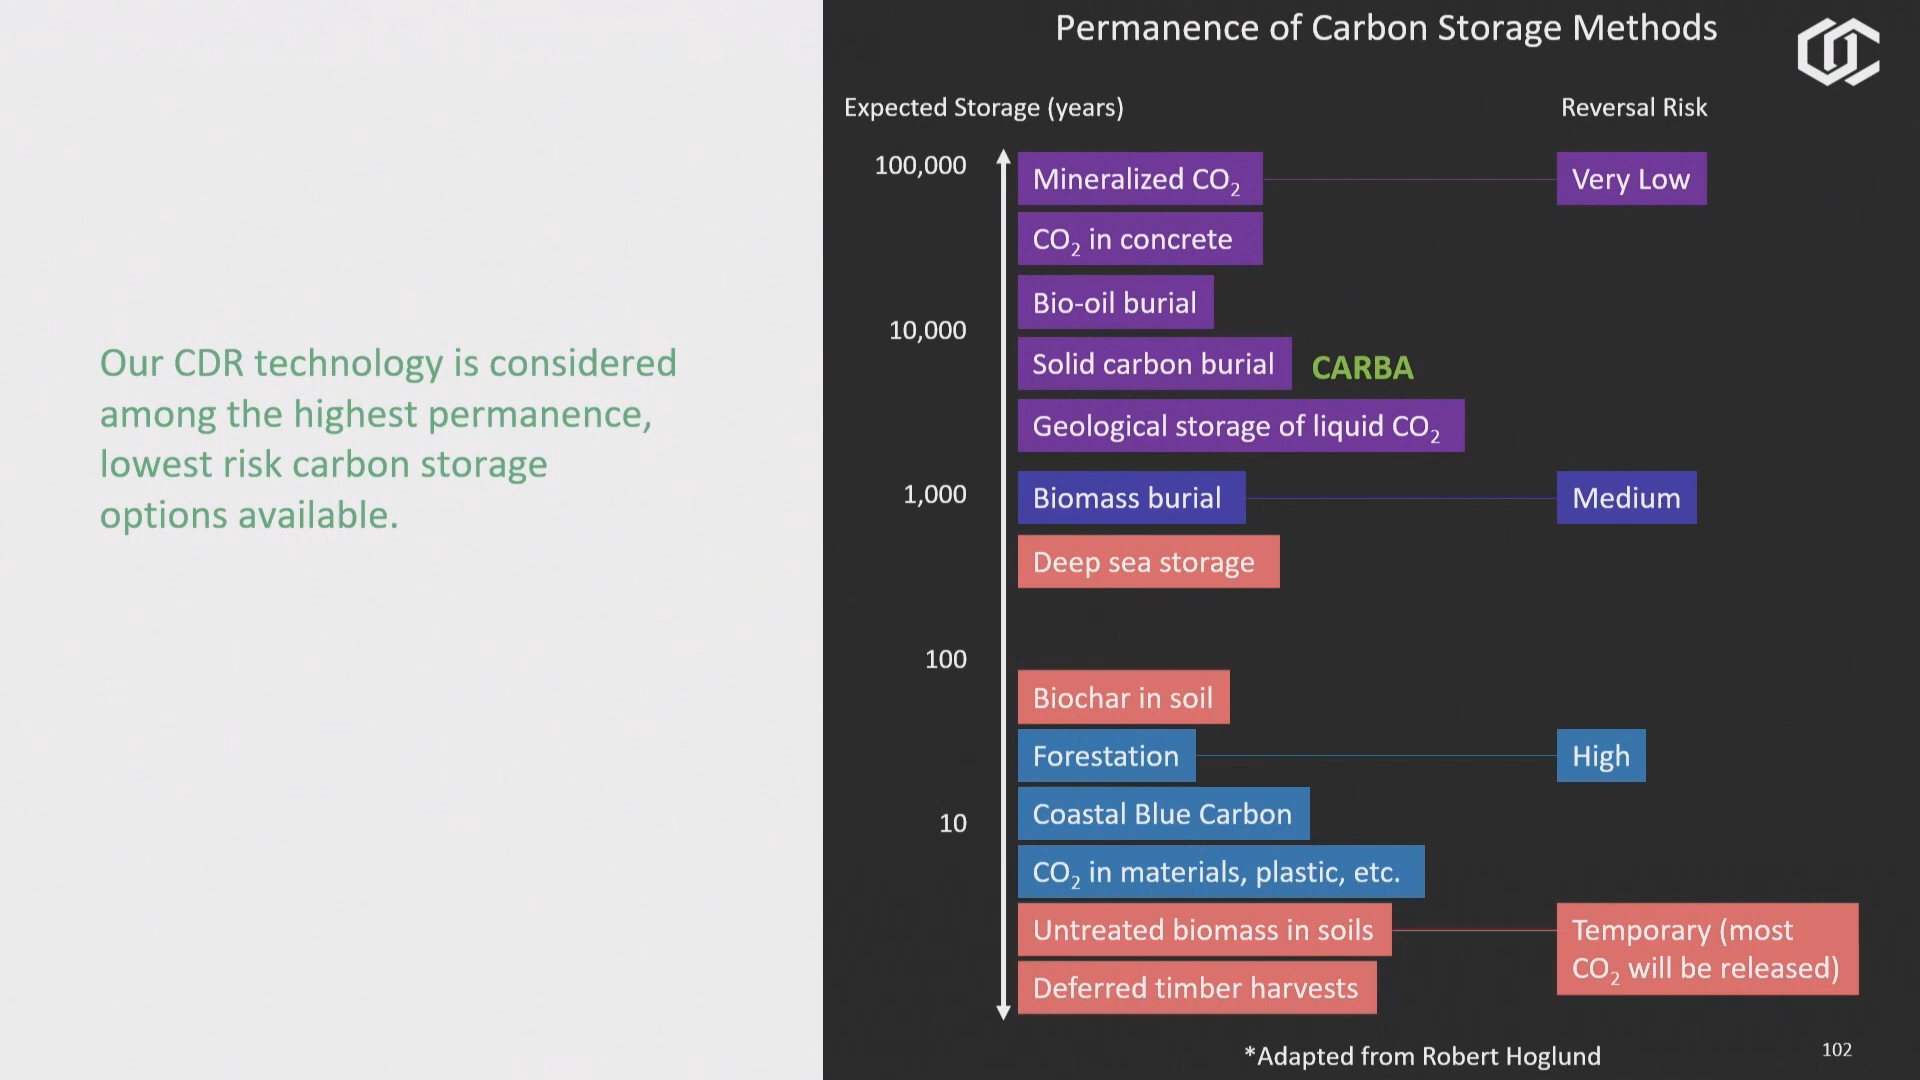 Our CDR technology is considered
among the highest permanence,
lowest risk carbon storage
options available.
Permanence of Carbon Storage Methods
Expected Storage (years)
Reversal Risk
100,000
Mineralized CO₂
Very Low
CO₂ in concrete
Bio-oil burial
10,000
Solid carbon burial
CARBA
Geological storage of liquid CO₂
1,000
Biomass burial
Medium
Deep sea storage
100
Biochar in soil
Forestation
High
Coastal Blue Carbon
10
CO₂ in materials, plastic, etc.
Untreated biomass in soils
Temporary (most
CO₂ will be released)
Deferred timber harvests
*Adapted from Robert Hoglund
102